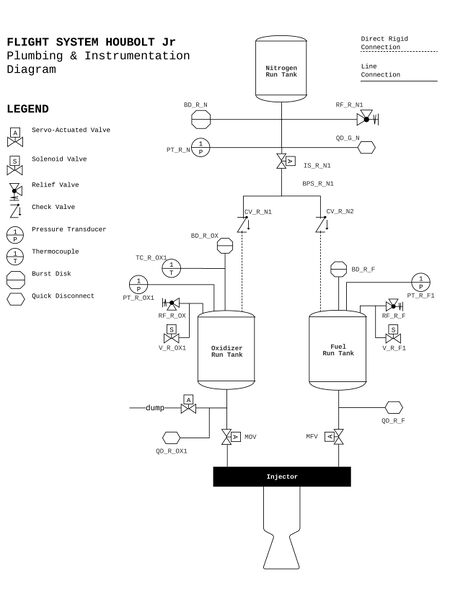 FLIGHT SYSTEM HOUBOLT Jr
Plumbing & Instrumentation
Diagram
Direct Rigid
Connection
Line
Connection
LEGEND
A
Servo-Actuated Valve
S
Solenoid Valve
Relief Valve
Check Valve
1
P
Pressure Transducer
1
T
Thermocouple
Burst Disk
Quick Disconnect
Nitrogen
Run Tank
BD_R_N
RF_R_N1
PT_R_N
1
P
QD_G_N
A
IS_R_N1
BPS_R_N1
CV_R_N1
CV_R_N2
BD_R_OX
TC_R_OX1
1
T
BD_R_F
1
P
PT_R_OX1
1
P
PT_R_F1
RF_R_OX
RF_R_F
S
V_R_OX1
S
V_R_F1
Oxidizer
Run Tank
Fuel
Run Tank
dump
A
QD_R_F
QD_R_OX1
A
MOV
MFV
A
Injector